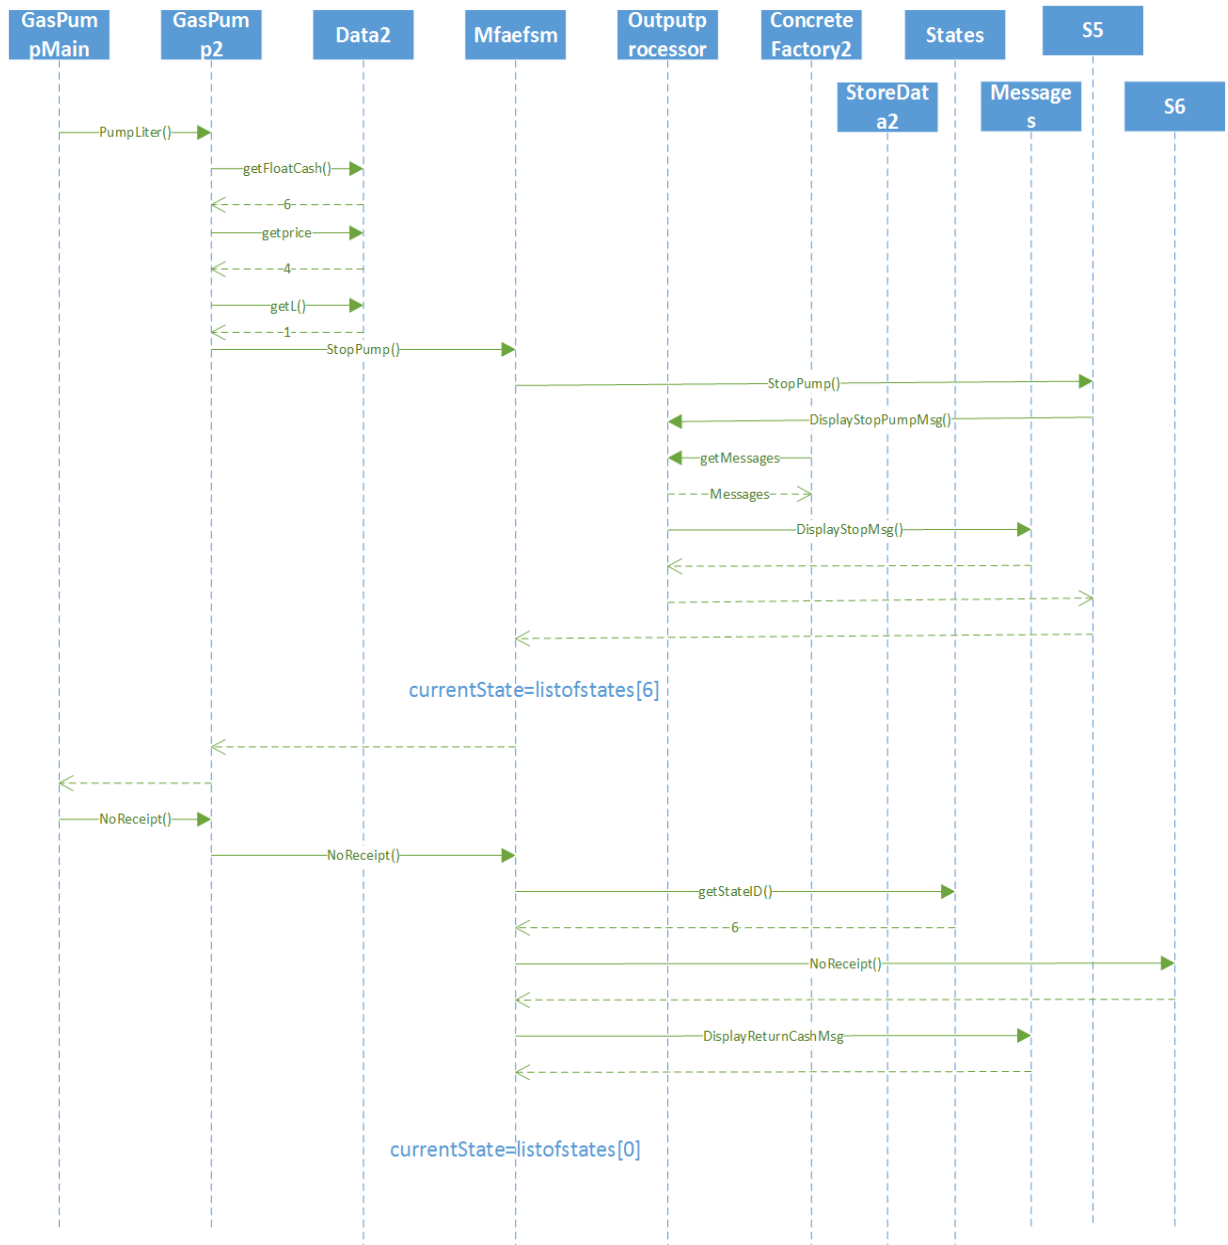 GasPum
pMain
GasPum
p2
Data2
Mfaefsm
Outputp
rocessor
Concrete
Factory2
States
S5
StoreDat
a2
Message
s
S6
PumpLiter()
getFloatCash()
6
getprice
4
getL()
1
StopPump()
StopPump()
DisplayStopPumpMsg()
getMessages
Messages
DisplayStopMsg()
currentState=listofstates[6]
NoReceipt()
NoReceipt()
getStateID()
6
NoReceipt()
DisplayReturnCashMsg
currentState=listofstates[0]